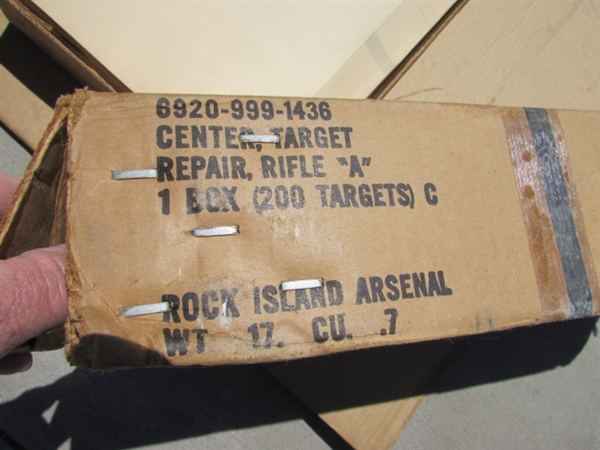 6920-999-1436
CENTER, TARGET
REPAIR, RIFLE "A"
1 BOX (200 TARGETS) C
ROCK ISLAND ARSENAL
WT 17. CU. .7